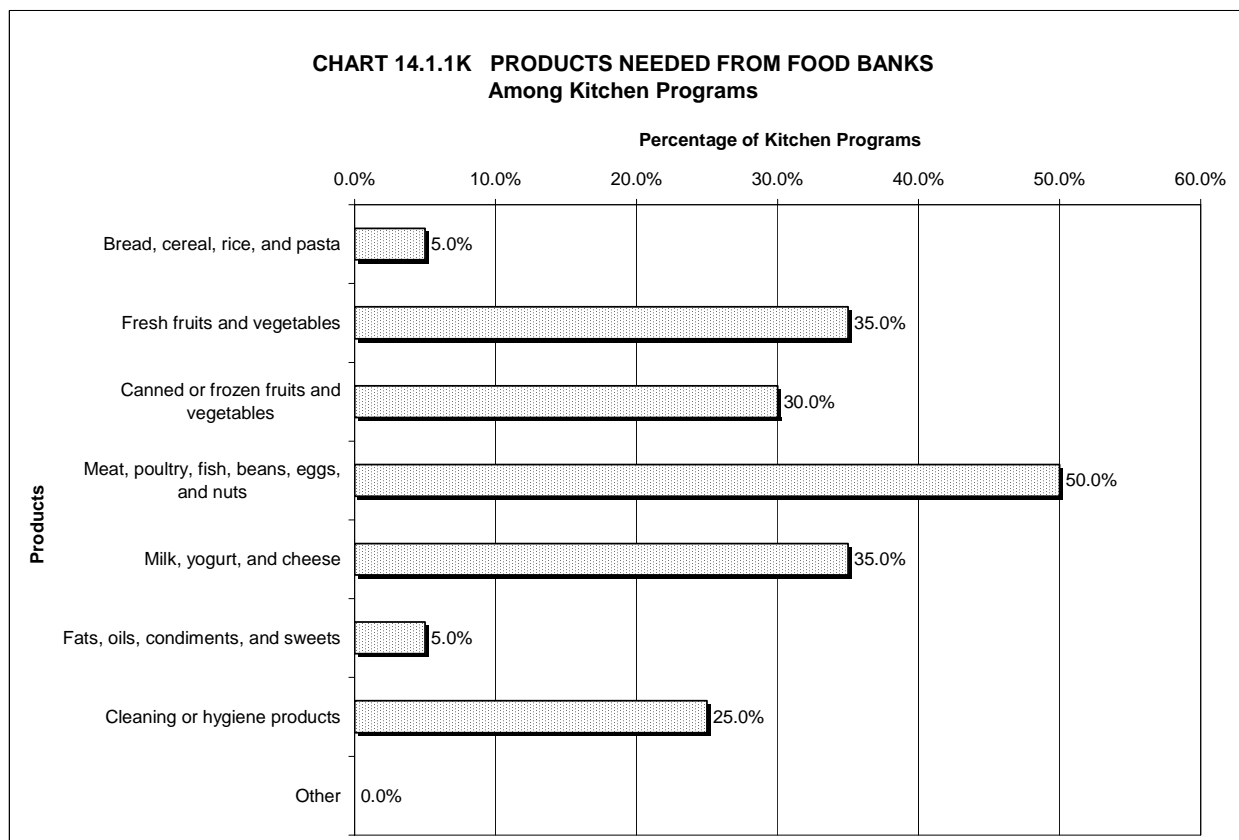 CHART 14.1.1K PRODUCTS NEEDED FROM FOOD BANKS
Among Kitchen Programs
Percentage of Kitchen Programs
0.0% 10.0% 20.0% 30.0% 40.0% 50.0% 60.0%
Products
Bread, cereal, rice, and pasta 5.0%
Fresh fruits and vegetables 35.0%
Canned or frozen fruits and
vegetables 30.0%
Meat, poultry, fish, beans, eggs,
and nuts 50.0%
Milk, yogurt, and cheese 35.0%
Fats, oils, condiments, and sweets 5.0%
Cleaning or hygiene products 25.0%
Other 0.0%